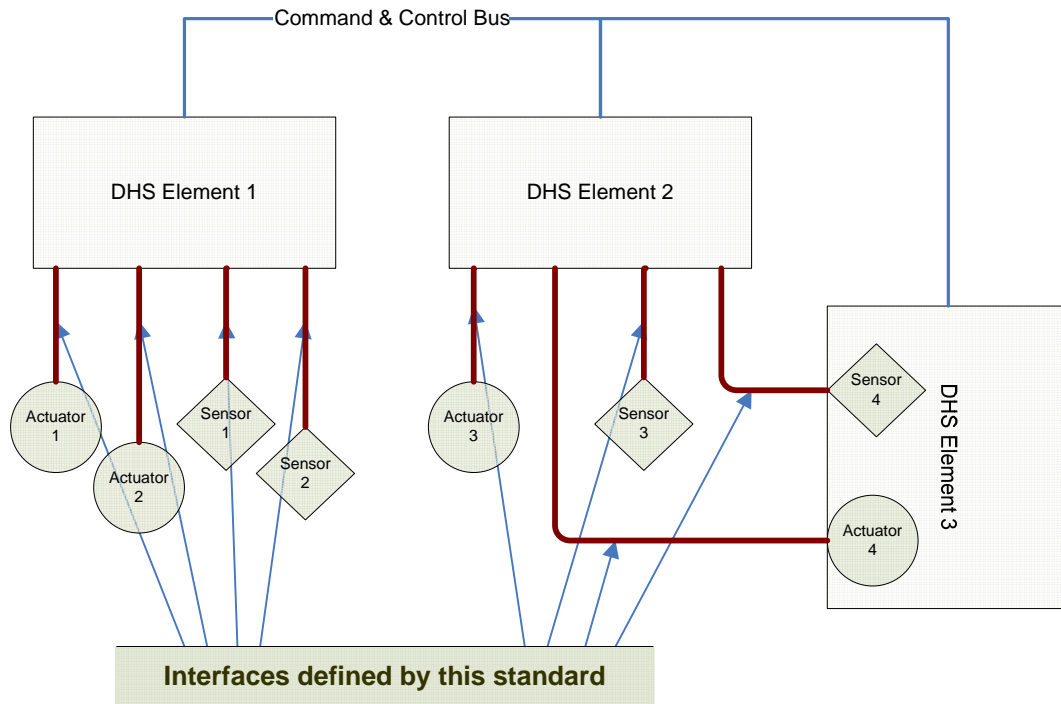 Command & Control Bus
DHS Element 1
DHS Element 2
DHS Element 3
Actuator
1
Actuator
2
Sensor
1
Sensor
2
Actuator
3
Sensor
3
Sensor
4
Actuator
4
Interfaces defined by this standard